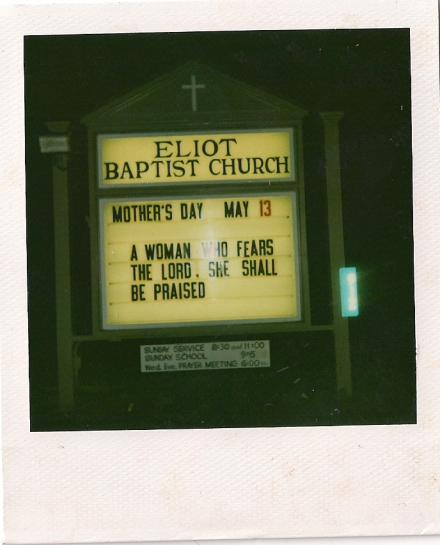 ELIOT
BAPTIST CHURCH
MOTHER'S DAY MAY 13
A WOMAN WHO FEARS
THE LORD. SHE SHALL
BE PRAISED
SUNDAY SERVICE 8:30 and 11:00
SUNDAY SCHOOL 9:45
Wed. Eve. PRAYER MEETING 6:00